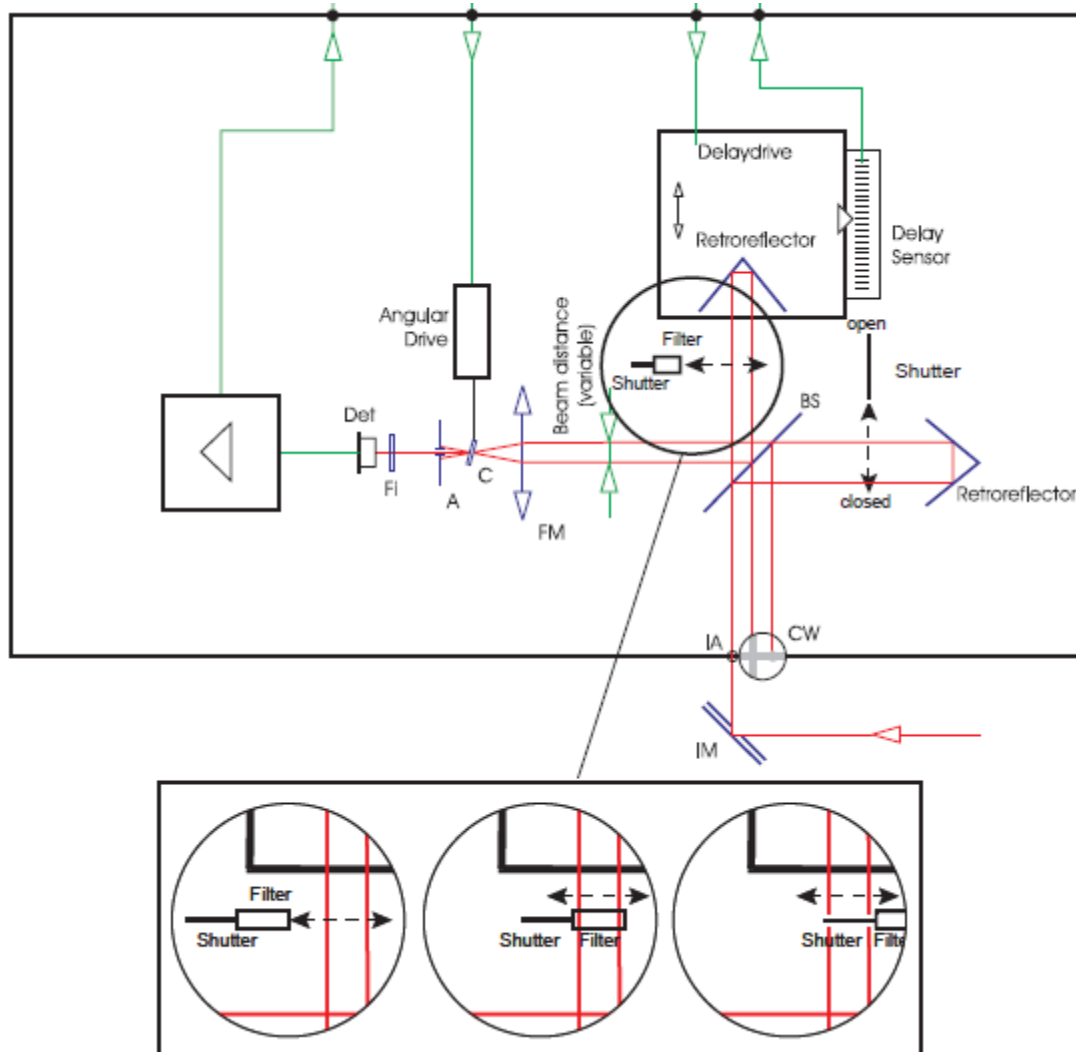 Delaydrive
Retroreflector
Delay
Sensor
Angular
Drive
Beam distance
(variable)
Filter
Shutter
open
Shutter
closed
BS
Retroreflector
Det
FI
A
C
FM
IA
CW
IM
Filter
Shutter
Shutter
Filter
Shutter
Filte